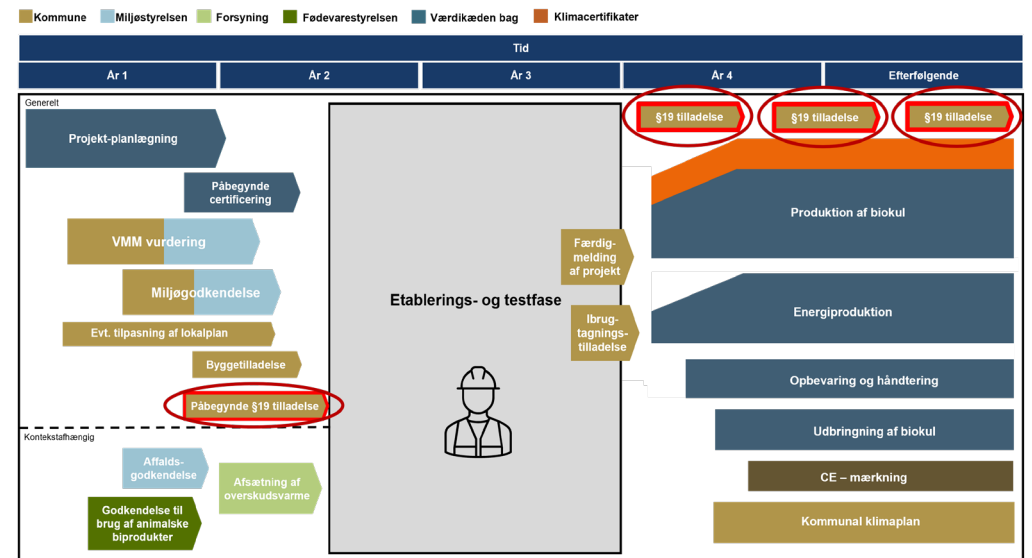 Kommune
Miljøstyrelsen
Forsyning
Fødevarestyrelsen
Værdikæden bag
Klimacertifikater
Tid
År 1
År 2
År 3
År 4
Efterfølgende
Generelt
Projekt-planlægning
Påbegynde
certificering
VMM vurdering
Miljøgodkendelse
Evt. tilpasning af lokalplan
Byggetilladelse
Påbegynde §19 tilladelse
Kontekstafhængig
Affalds-
godkendelse
Afsætning af
overskudsvarme
Godkendelse til
brug af animalske
biprodukter
Etablerings- og testfase
Færdig-
melding
af projekt
Ibrug-
tagnings-
tilladelse
§19 tilladelse
§19 tilladelse
§19 tilladelse
Produktion af biokul
Energiproduktion
Opbevaring og håndtering
Udbringning af biokul
CE – mærkning
Kommunal klimaplan